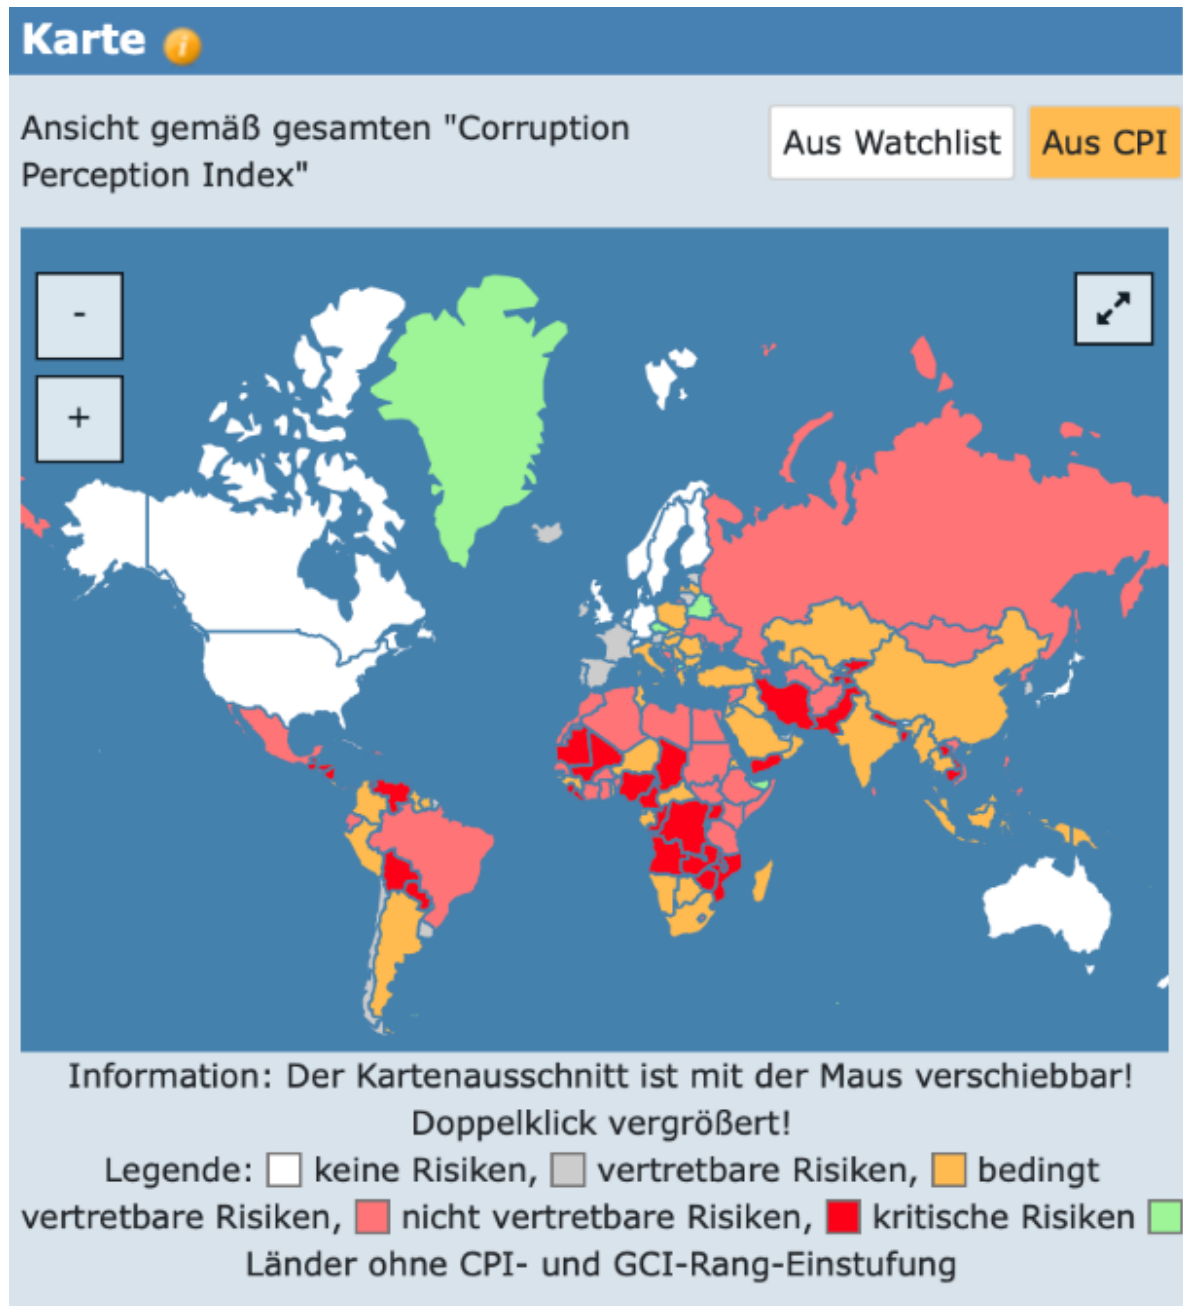 Karte i
Ansicht gemäß gesamten "Corruption
Perception Index"
Aus Watchlist
Aus CPI
-
+
Information: Der Kartenausschnitt ist mit der Maus verschiebbar!
Doppelklick vergrößert!
Legende: keine Risiken, vertretbare Risiken, bedingt
vertretbare Risiken, nicht vertretbare Risiken, kritische Risiken
Länder ohne CPI- und GCI-Rang-Einstufung